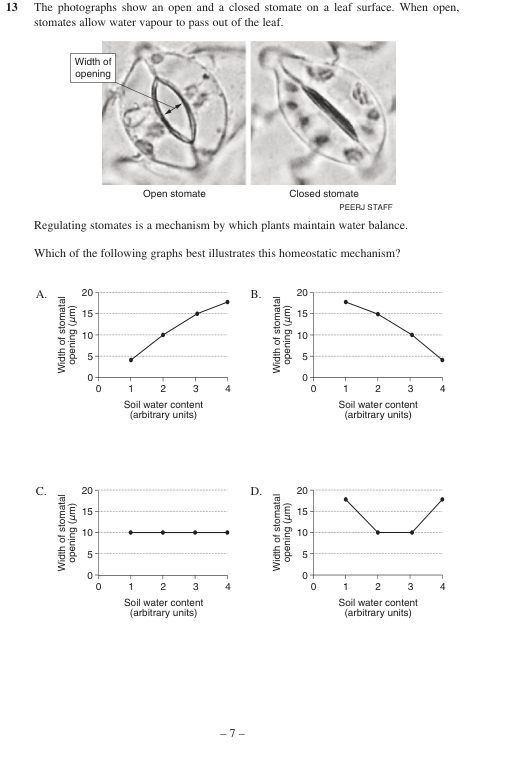 13 The photographs show an open and a closed stomate on a leaf surface. When open,
stomates allow water vapour to pass out of the leaf.
Width of
opening
Open stomate
Closed stomate
PEERJ STAFF
Regulating stomates is a mechanism by which plants maintain water balance.
Which of the following graphs best illustrates this homeostatic mechanism?
A.
Width of stomatal
opening (μm)
20
15
10
5
0
0 1 2 3 4
Soil water content
(arbitrary units)
B.
Width of stomatal
opening (μm)
20
15
10
5
0
0 1 2 3 4
Soil water content
(arbitrary units)
C.
Width of stomatal
opening (μm)
20
15
10
5
0
0 1 2 3 4
Soil water content
(arbitrary units)
D.
Width of stomatal
opening (μm)
20
15
10
5
0
0 1 2 3 4
Soil water content
(arbitrary units)
– 7 –